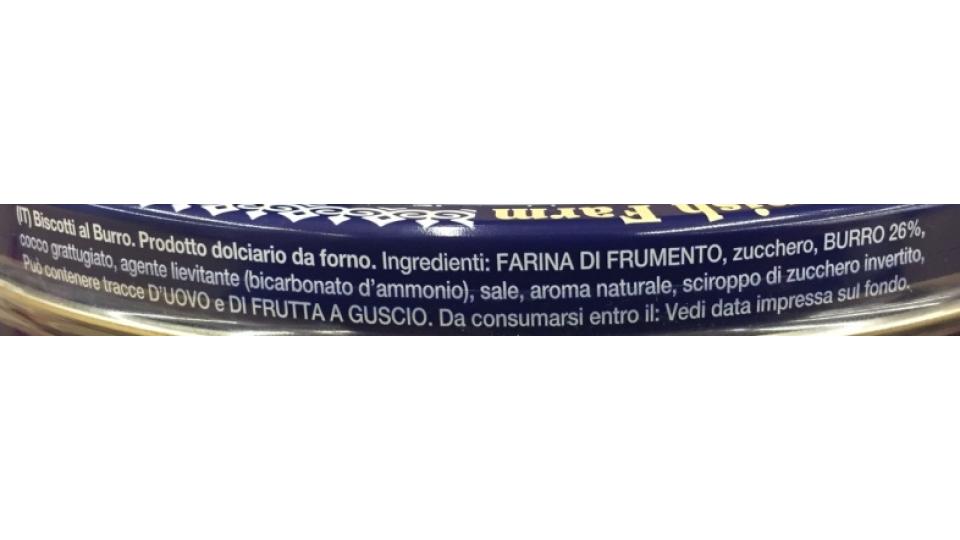 ish Farm
(IT) Biscotti al Burro. Prodotto dolciario da forno. Ingredienti: FARINA DI FRUMENTO, zucchero, BURRO 26%,
cocco grattugiato, agente lievitante (bicarbonato d'ammonio), sale, aroma naturale, sciroppo di zucchero invertito,
Può contenere tracce D'UOVO e DI FRUTTA A GUSCIO. Da consumarsi entro il: Vedi data impressa sul fondo.